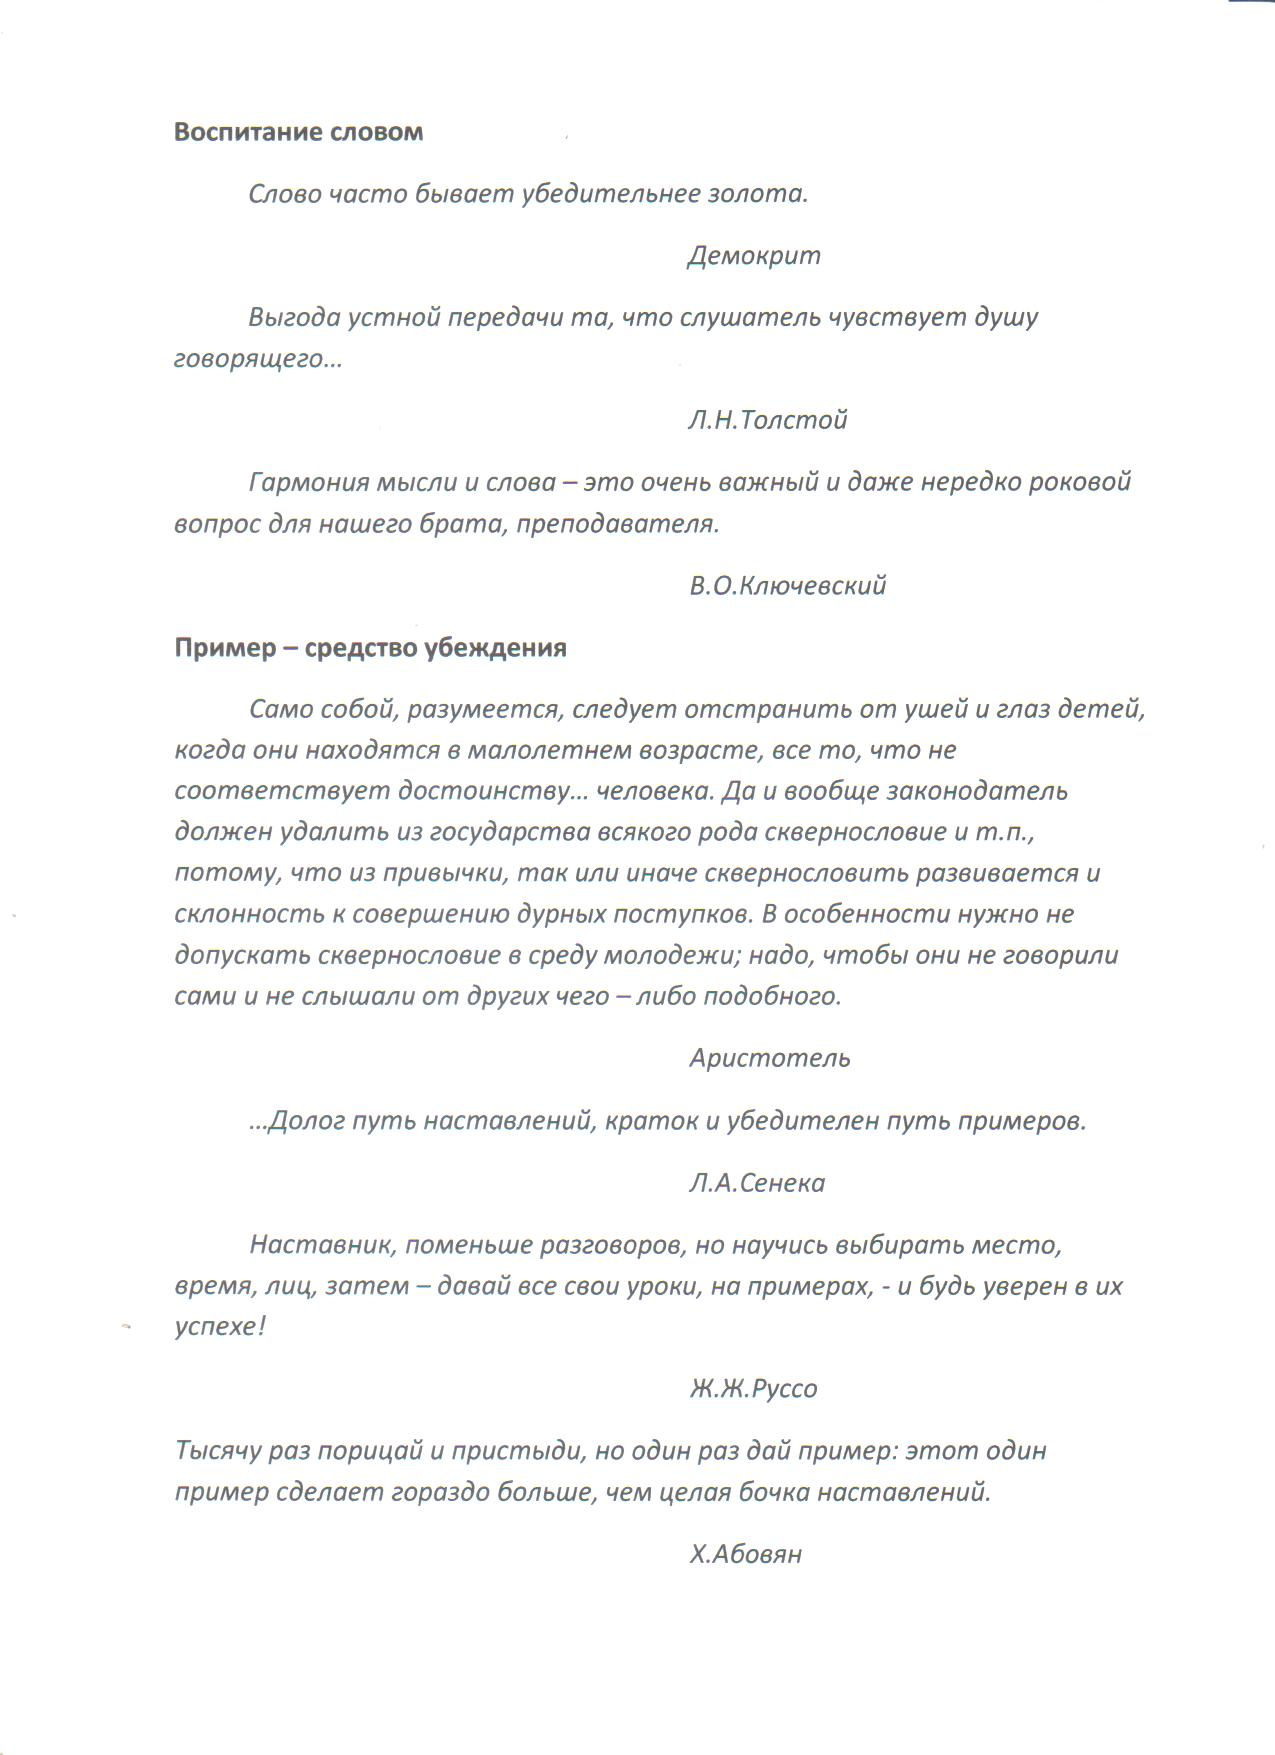 Воспитание словом
Слово часто бывает убедительнее золота.
Демокрит
Выгода устной передачи та, что слушатель чувствует душу
говорящего...
Л.Н.Толстой
Гармония мысли и слова – это очень важный и даже нередко роковой
вопрос для нашего брата, преподавателя.
В.О.Ключевский
Пример – средство убеждения
Само собой, разумеется, следует отстранить от ушей и глаз детей,
когда они находятся в малолетнем возрасте, все то, что не
соответствует достоинству... человека. Да и вообще законодатель
должен удалить из государства всякого рода сквернословие и т.п.,
потому, что из привычки, так или иначе сквернословить развивается и
склонность к совершению дурных поступков. В особенности нужно не
допускать сквернословие в среду молодежи; надо, чтобы они не говорили
сами и не слышали от других чего – либо подобного.
Аристотель
...Долог путь наставлений, краток и убедителен путь примеров.
Л.А.Сенека
Наставник, поменьше разговоров, но научись выбирать место,
время, лиц, затем – давай все свои уроки, на примерах, - и будь уверен в их
успехе!
Ж.Ж.Руссо
Тысячу раз порицай и пристыди, но один раз дай пример: этот один
пример сделает гораздо больше, чем целая бочка наставлений.
Х.Абовян